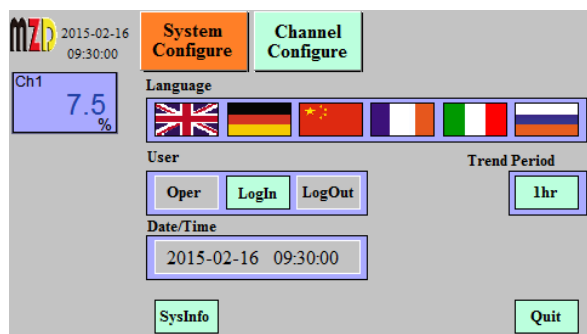 MZD 2015-02-16
09:30:00
System Configure
Channel Configure
Ch1
7.5
%
Language
User
Trend Period
Oper LogIn LogOut
1hr
Date/Time
2015-02-16 09:30:00
SysInfo
Quit